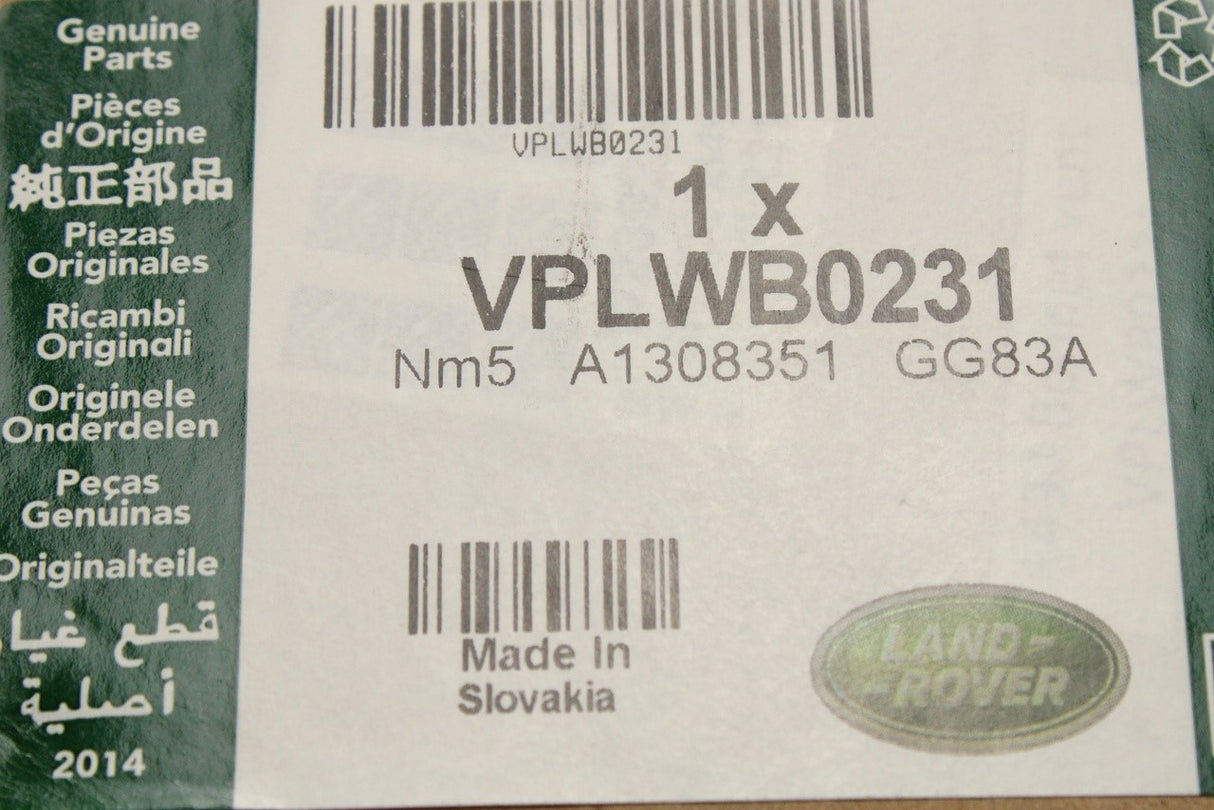 Genuine
Parts
Pièces
d'Origine
純正部品
Piezas
Originales
Ricambi
Originali
Originele
Onderdelen
Peças
Genuinas
Originalteile
قطع غيار
أصلية
2014
VPLWB0231
1 x
VPLWB0231
Nm5 A1308351 GG83A
Made In
Slovakia
LAND-
-ROVER